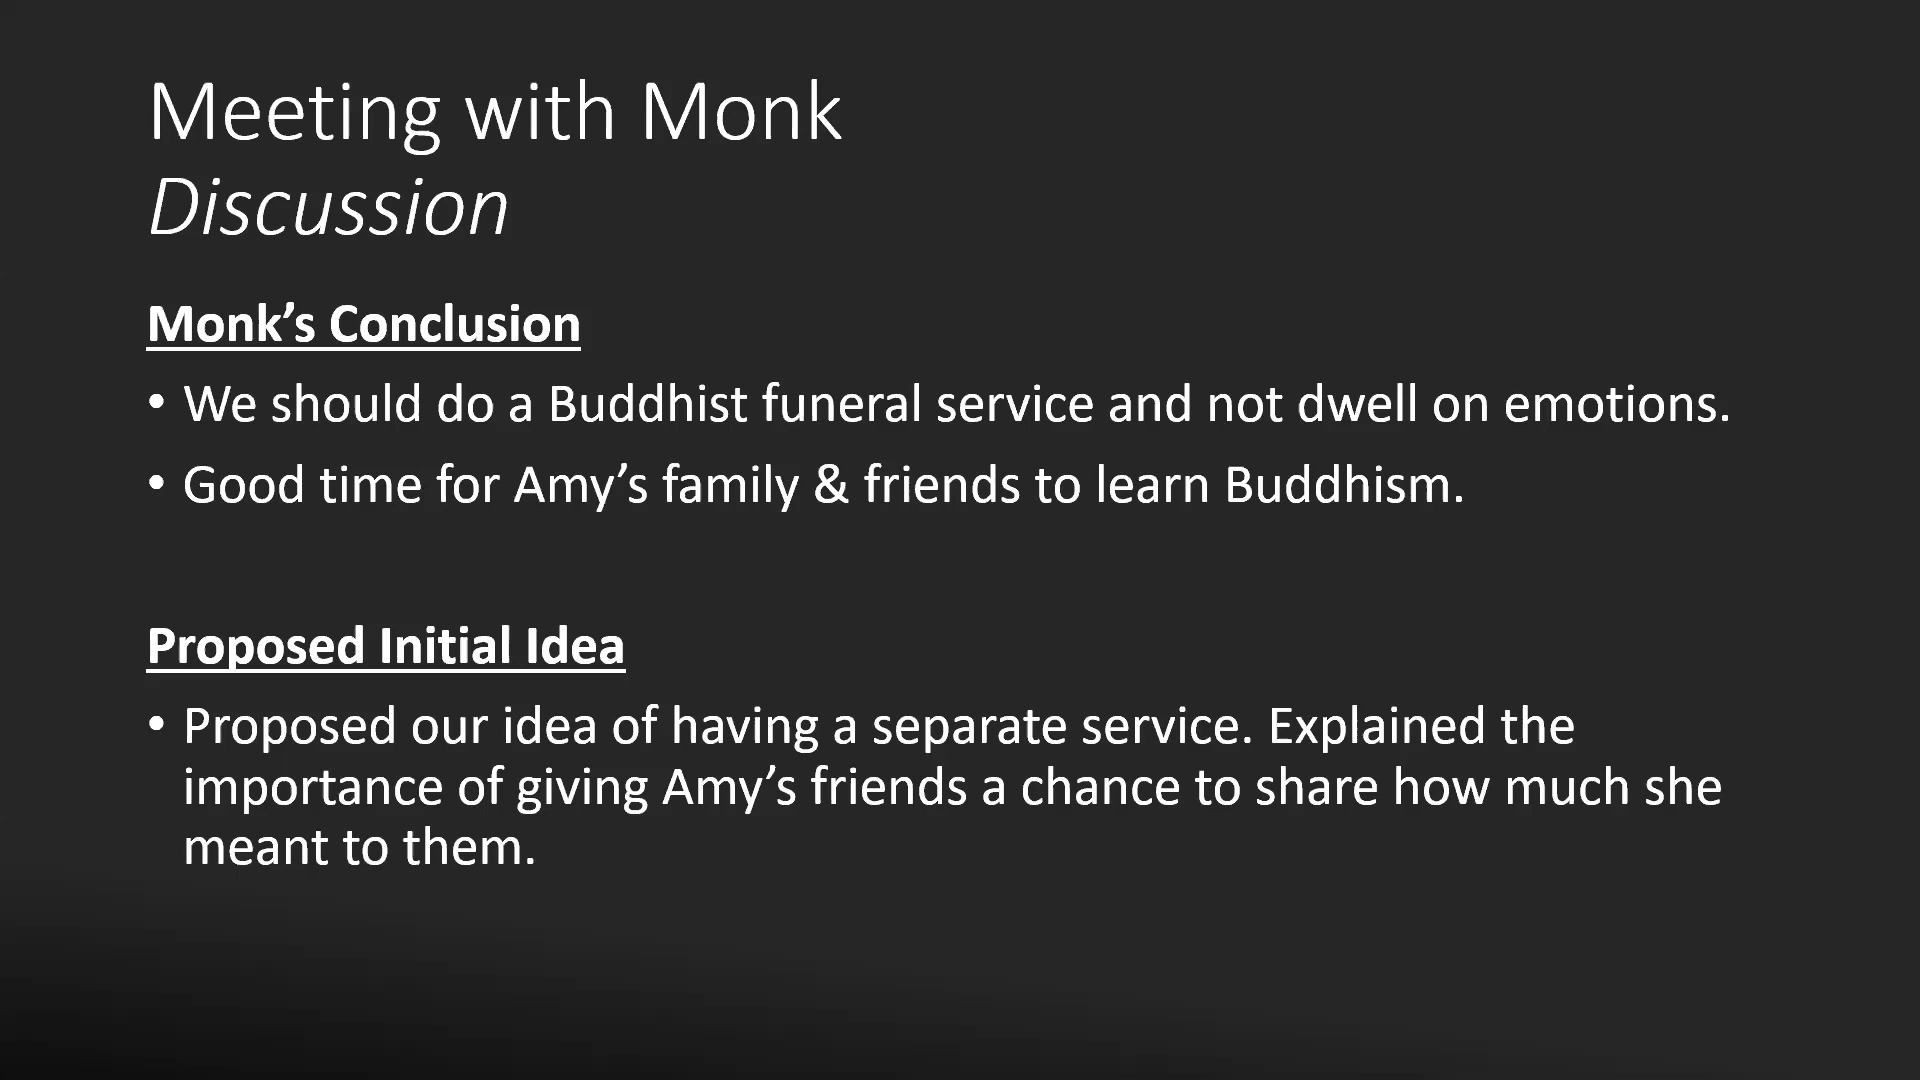 Meeting with Monk
Discussion
Monk’s Conclusion
• We should do a Buddhist funeral service and not dwell on emotions.
• Good time for Amy’s family & friends to learn Buddhism.
Proposed Initial Idea
• Proposed our idea of having a separate service. Explained the
importance of giving Amy’s friends a chance to share how much she
meant to them.